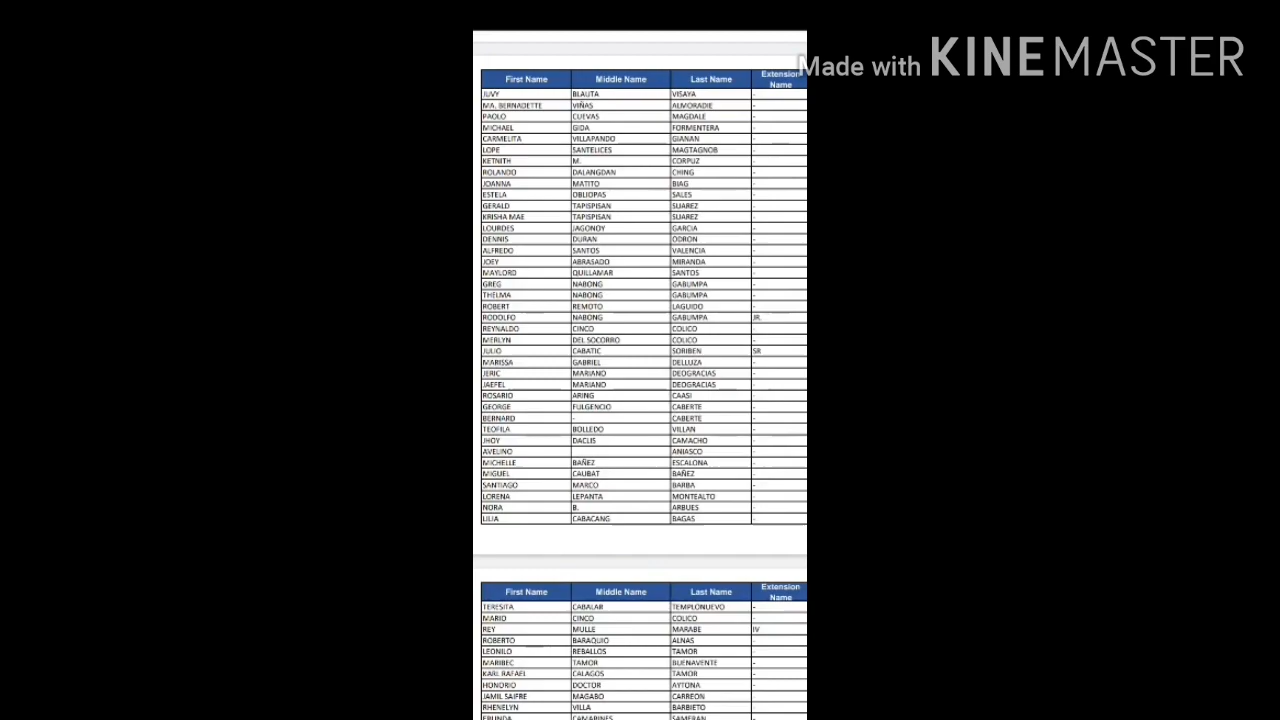 Made with KINEMASTER
First Name Middle Name Last Name Extension Name
JUVY BLAUTA VISAYA -
MA. BERNADETTE VIÑAS ALMORADIE -
PAOLO CUEVAS MAGDALE -
MICHAEL GIDA FORMENTERA -
CARMELITA VILLAPANDO GIANAN -
LOPE SANTELICES MAGTAGNOB -
KETNITH M. CORPUZ -
ROLANDO DALANGDAN CHING -
JOANNA MATITO BIAG -
ESTELA OBLIOPAS SALES -
GERALD TAPISPISAN SUAREZ -
KRISHA MAE TAPISPISAN SUAREZ -
LOURDES JAGONOY GARCIA -
DENNIS DURAN ODRON -
ALFREDO SANTOS VALENCIA -
JOEY ABRASADO MIRANDA -
MAYLORD QUILLAMAR SANTOS -
GREG NABONG GABUMPA -
THELMA NABONG GABUMPA -
ROBERT REMOTO LAGUIDO -
RODOLFO NABONG GABUMPA JR.
REYNALDO CINCO COLICO -
MERLYN DEL SOCORRO COLICO -
JULIO CABATIC SORIBEN SR
MARISSA GABRIEL DELLUZA -
JERIC MARIANO DEOGRACIAS -
JAEFEL MARIANO DEOGRACIAS -
ROSARIO ARING CAASI -
GEORGE FULGENCIO CABERTE -
BERNARD - CABERTE -
TEOFILA BOLLEDO VILLAN -
JHOY DACLIS CAMACHO -
AVELINO ANIASCO -
MICHELLE BAÑEZ ESCALONA -
MIGUEL CAUBAT BAÑEZ -
SANTIAGO MARCO BARBA -
LORENA LEPANTA MONTEALTO -
NORA B. ARBUES -
LILIA CABACANG BAGAS -
First Name Middle Name Last Name Extension Name
TERESITA CABALAR TEMPLONUEVO -
MARIO CINCO COLICO -
REY MULLE MARABE IV
ROBERTO BARAQUIO ALNAS -
LEONILO REBALLOS TAMOR -
MARIBEC TAMOR BUENAVENTE -
KARL RAFAEL CALAGOS TAMOR -
HONORIO DOCTOR AYTONA -
JAMIL SAIFRE MAGABO CARREON -
RHENELYN VILLA BARBIETO -